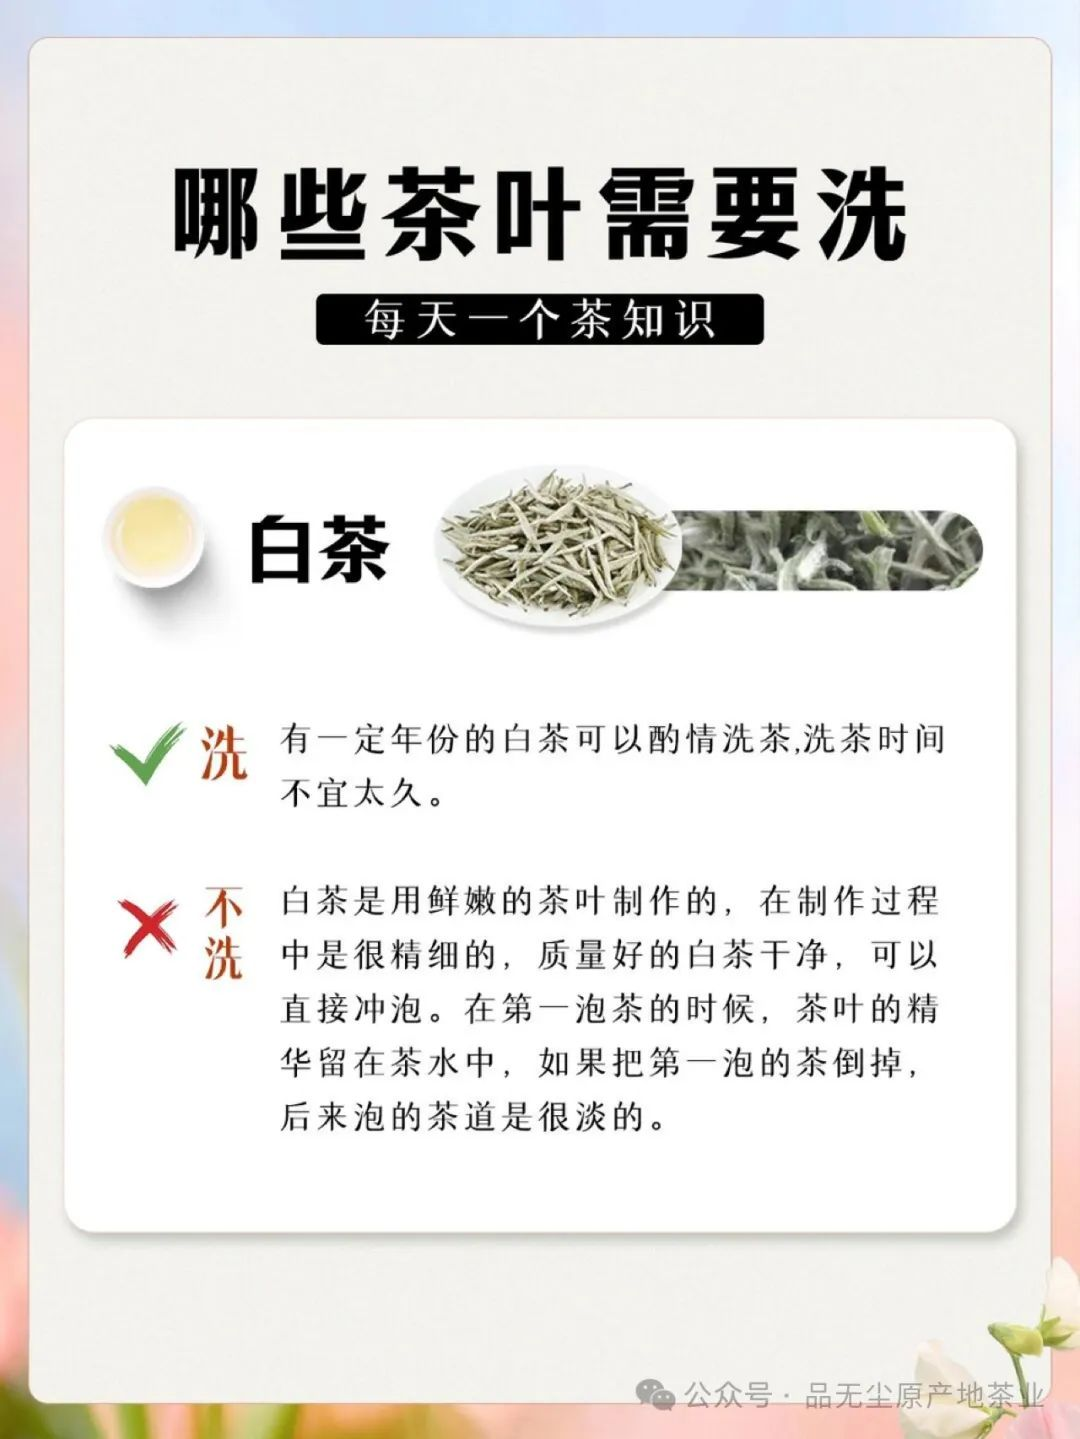 哪些茶叶需要洗
每天一个茶知识
白茶
洗
有一定年份的白茶可以酌情洗茶,洗茶时间
不宜太久。
不洗
白茶是用鲜嫩的茶叶制作的，在制作过程
中是很精细的，质量好的白茶干净，可以
直接冲泡。在第一泡茶的时候，茶叶的精
华留在茶水中，如果把第一泡的茶倒掉，
后来泡的茶道是很淡的。
公众号·品无尘原产地茶业